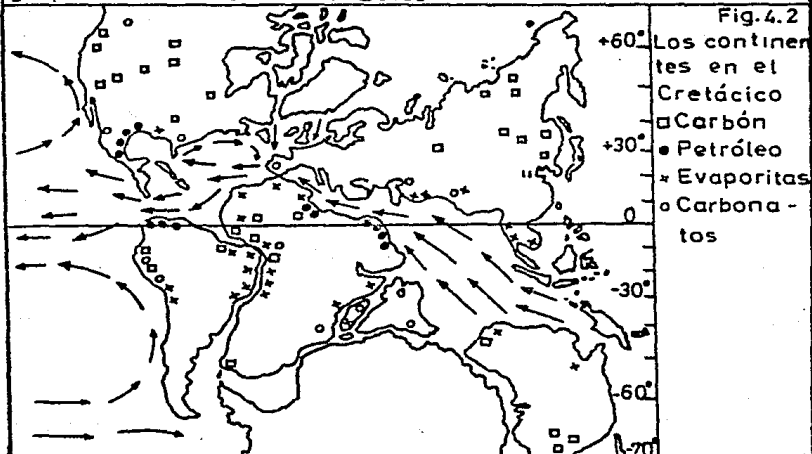 Fig. 4.2
Los continen
tes en el
Cretácico
□ Carbón
● Petróleo
× Evaporitas
○ Carbona-
tos
+60°
+30°
0
-30°
-60°
-70°